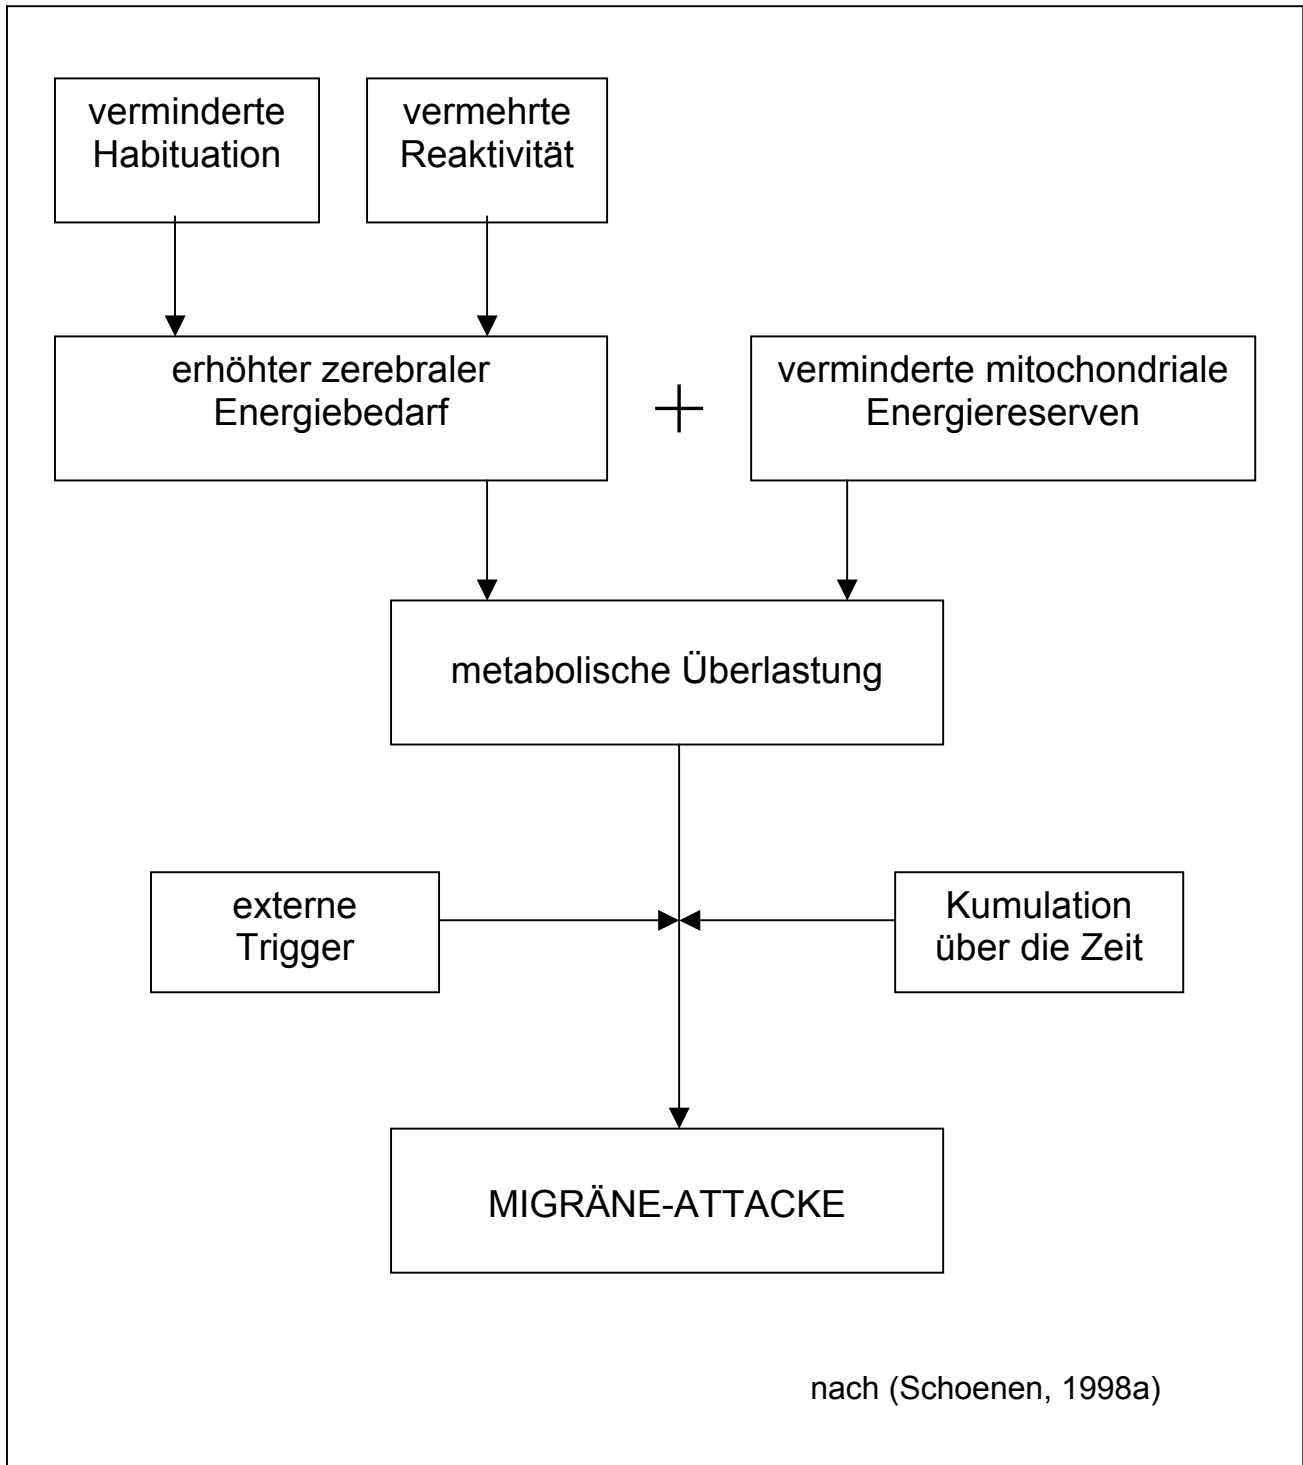 verminderte
Habituation
vermehrte
Reaktivität
erhöhter zerebraler
Energiebedarf
+
verminderte mitochondriale
Energiereserven
metabolische Überlastung
externe
Trigger
Kumulation
über die Zeit
MIGRÄNE-ATTACKE
nach (Schoenen, 1998a)